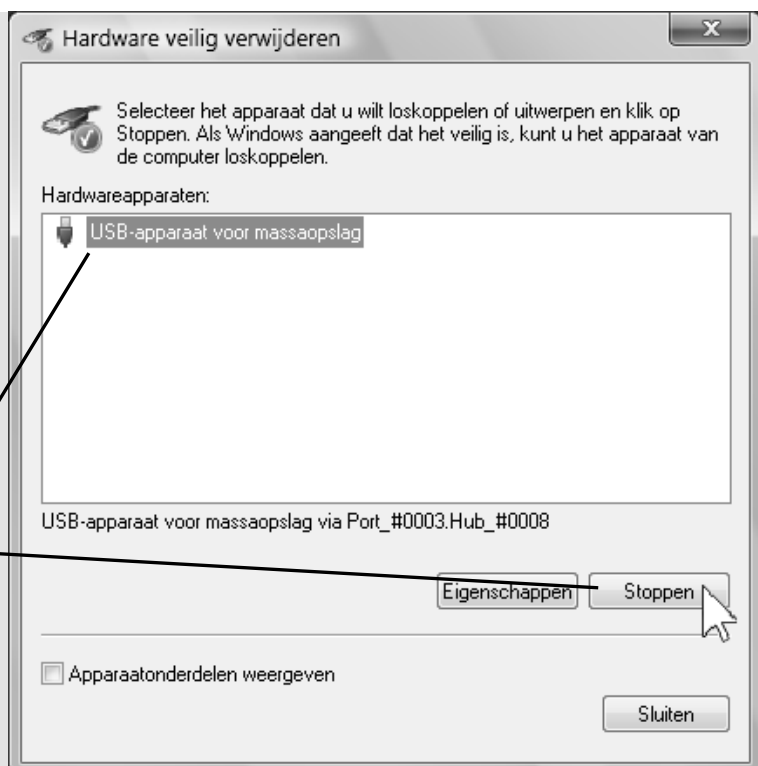 Hardware veilig verwijderen
Selecteer het apparaat dat u wilt loskoppelen of uitwerpen en klik op
Stoppen. Als Windows aangeeft dat het veilig is, kunt u het apparaat van
de computer loskoppelen.
Hardwareapparaten:
USB-apparaat voor massaopslag
USB-apparaat voor massaopslag via Port_#0003.Hub_#0008
Eigenschappen Stoppen
Apparaatonderdelen weergeven
Sluiten